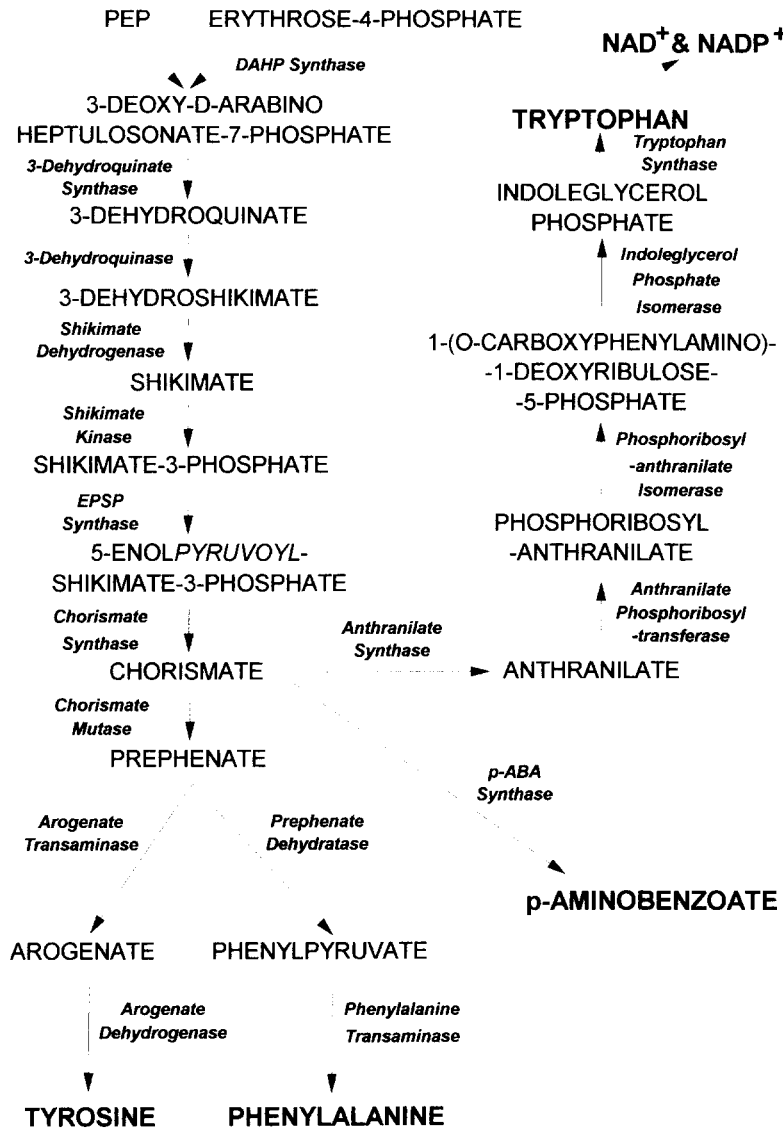 PEP ERYTHROSE-4-PHOSPHATE
DAHP Synthase
3-DEOXY-D-ARABINO
HEPTULOSONATE-7-PHOSPHATE
3-Dehydroquinate
Synthase
3-DEHYDROQUINATE
3-Dehydroquinase
3-DEHYDROSHIKIMATE
Shikimate
Dehydrogenase
SHIKIMATE
Shikimate
Kinase
SHIKIMATE-3-PHOSPHATE
EPSP
Synthase
5-ENOLPYRUVOYL-
SHIKIMATE-3-PHOSPHATE
Chorismate
Synthase
CHORISMATE
Chorismate
Mutase
PREPHENATE
Arogenate
Transaminase
Prephenate
Dehydratase
AROGENATE
PHENYLPYRUVATE
Arogenate
Dehydrogenase
Phenylalanine
Transaminase
TYROSINE
PHENYLALANINE
p-ABA
Synthase
p-AMINOBENZOATE
Anthranilate
Synthase
ANTHRANILATE
Anthranilate
Phosphoribosyl
-transferase
PHOSPHORIBOSYL
-ANTHRANILATE
Phosphoribosyl
-anthranilate
Isomerase
1-(O-CARBOXYPHENYLAMINO)-
-1-DEOXYRIBULOSE-
-5-PHOSPHATE
Indoleglycerol
Phosphate
Isomerase
INDOLEGLYCEROL
PHOSPHATE
Tryptophan
Synthase
TRYPTOPHAN
NAD+ & NADP+